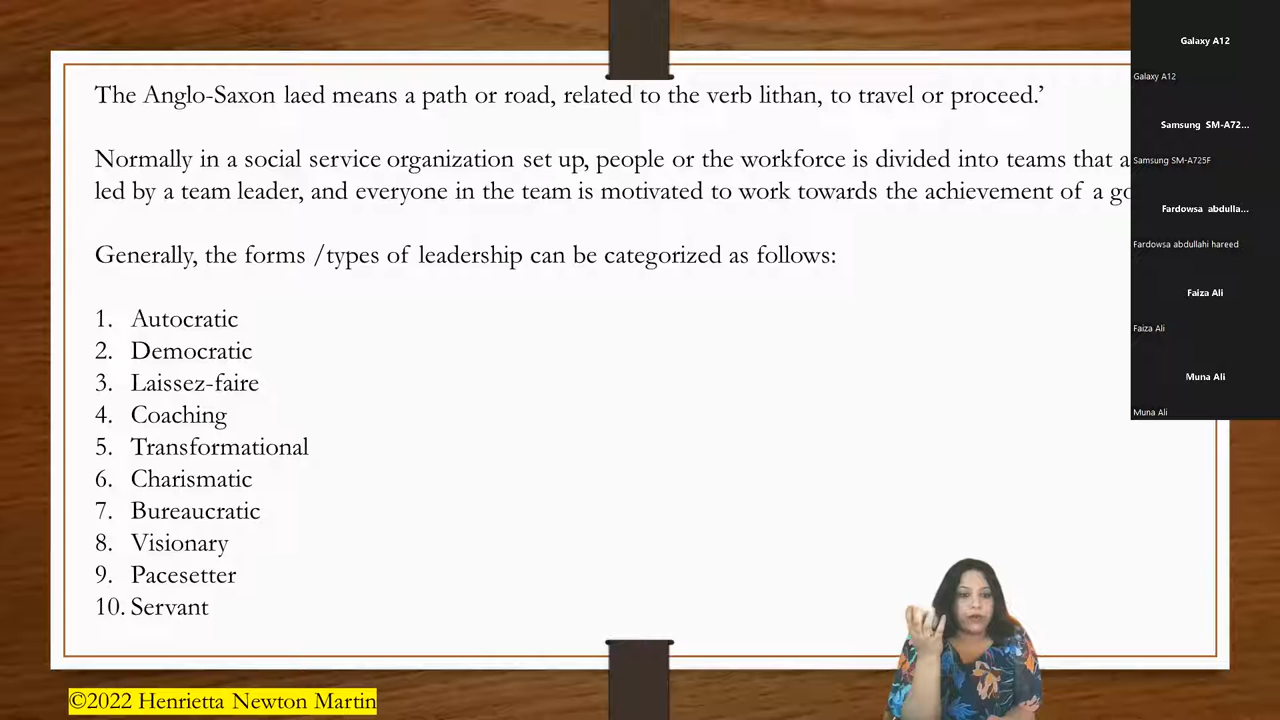 The Anglo-Saxon laed means a path or road, related to the verb lithan, to travel or proceed.’
Normally in a social service organization set up, people or the workforce is divided into teams that a
led by a team leader, and everyone in the team is motivated to work towards the achievement of a go
Generally, the forms /types of leadership can be categorized as follows:
1. Autocratic
2. Democratic
3. Laissez-faire
4. Coaching
5. Transformational
6. Charismatic
7. Bureaucratic
8. Visionary
9. Pacesetter
10. Servant
©2022 Henrietta Newton Martin
Galaxy A12
Galaxy A12
Samsung SM-A72...
Samsung SM-A725F
Fardowsa abdulla...
Fardowsa abdullahi hareed
Faiza Ali
Faiza Ali
Muna Ali
Muna Ali